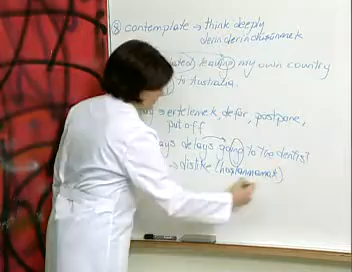 ⑧ contemplate → think deeply
derin derin düşünmek
leaving my own country
to Australia.
ertelemek, defer, postpone,
put off
delays going to the dentist?
→ dislike (hoşlanmamak)